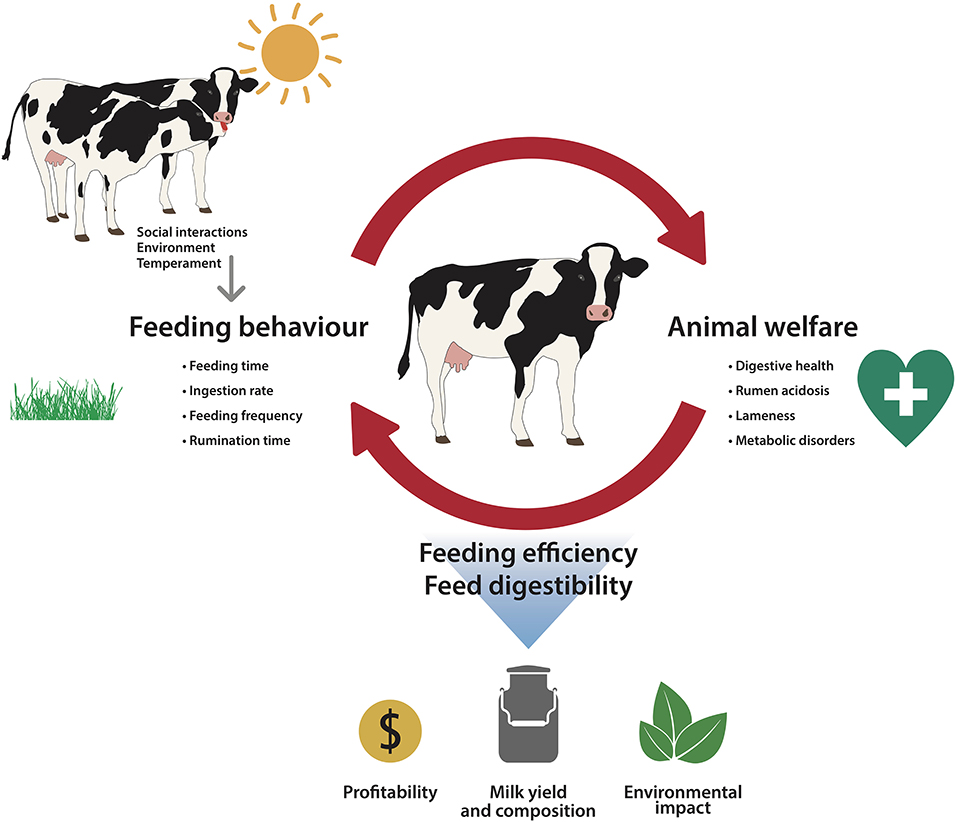 Social interactions
Environment
Temperament
Feeding behaviour
• Feeding time
• Ingestion rate
• Feeding frequency
• Rumination time
Animal welfare
• Digestive health
• Rumen acidosis
• Lameness
• Metabolic disorders
Feeding efficiency
Feed digestibility
$
Profitability
Milk yield
and composition
Environmental
impact